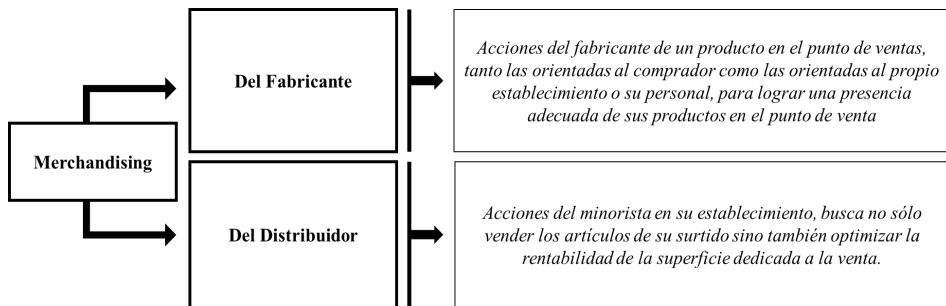 Merchandising
Del Fabricante
Acciones del fabricante de un producto en el punto de ventas,
tanto las orientadas al comprador como las orientadas al propio
establecimiento o su personal, para lograr una presencia
adecuada de sus productos en el punto de venta
Del Distribuidor
Acciones del minorista en su establecimiento, busca no sólo
vender los artículos de su surtido sino también optimizar la
rentabilidad de la superficie dedicada a la venta.